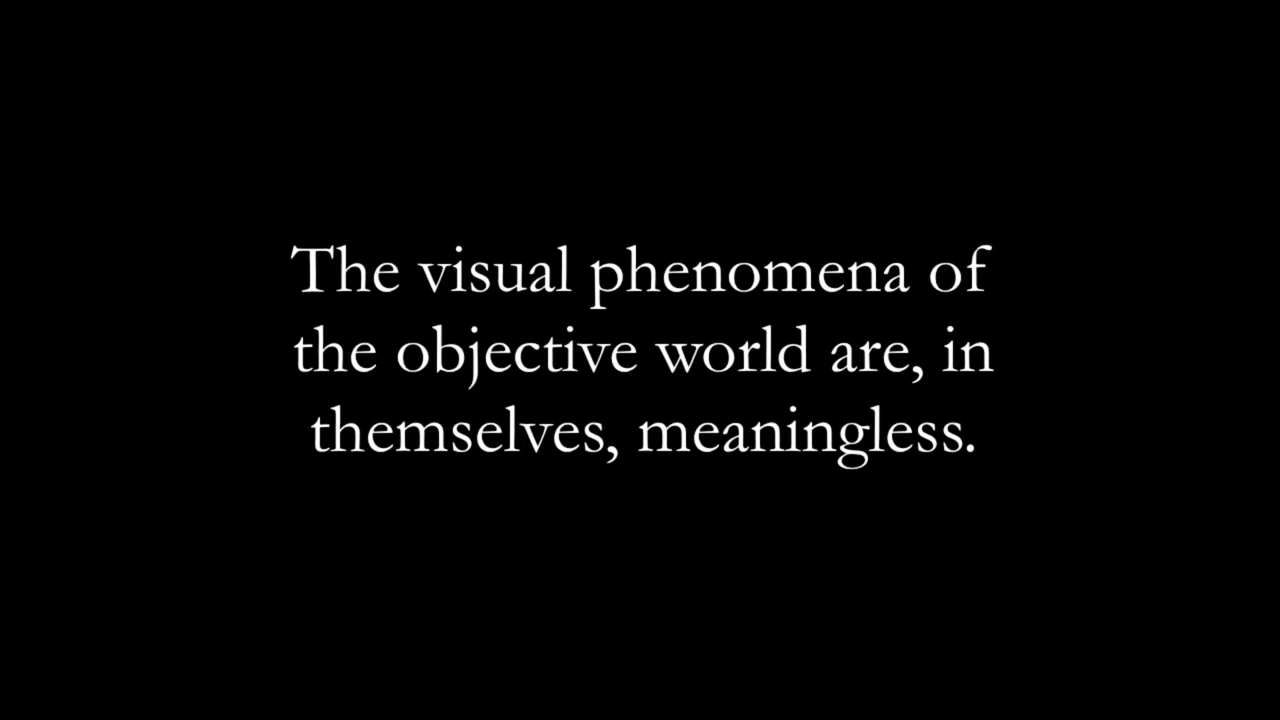 The visual phenomena of
the objective world are, in
themselves, meaningless.